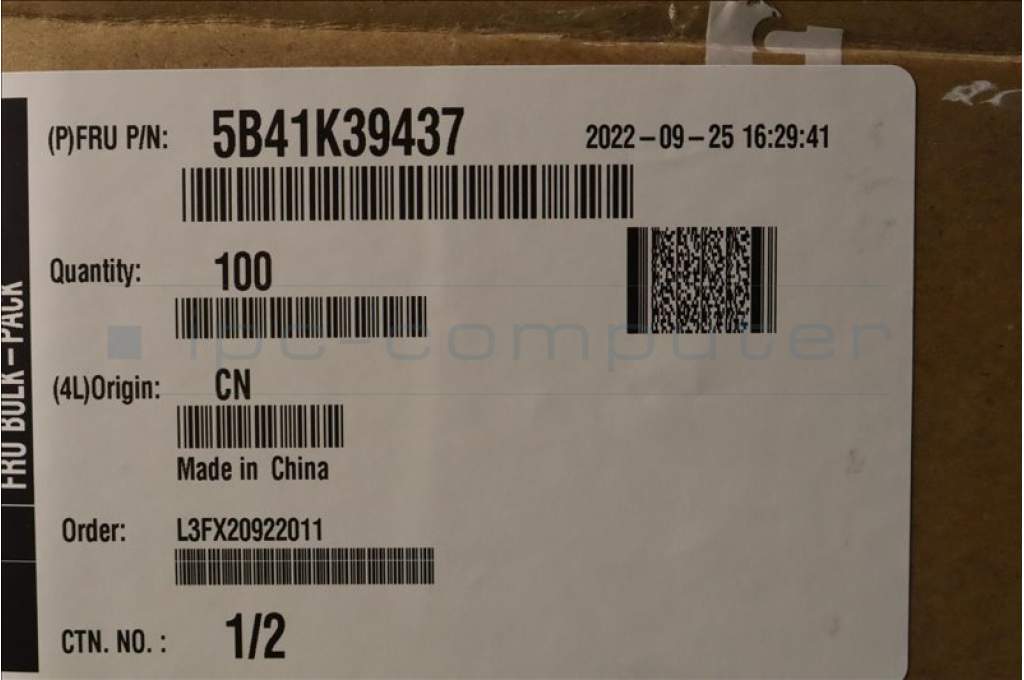 (P)FRU P/N: 5B41K39437 2022-09-25 16:29:41
Quantity: 100
ipc-computer
(4L)Origin: CN
Made in China
Order: L3FX20922011
CTN. NO. : 1/2
FRU BULK-PACK